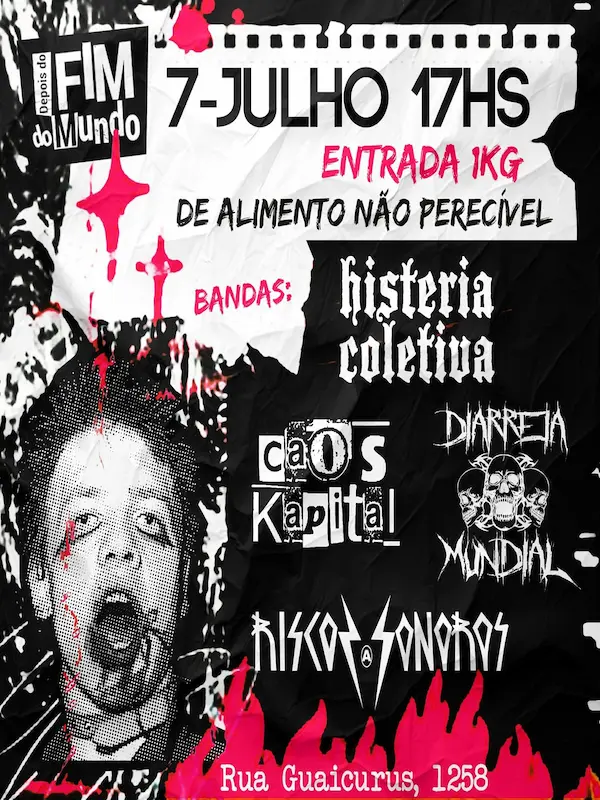 Depois do
FIM
do Mundo
7-JULHO 17HS
ENTRADA 1KG
DE ALIMENTO NÃO PERECÍVEL
BANDAS:
histeria
coletiva
caOs
Kapital
DIARREIA
MUNDIAL
RISCOS SONOROS
A
Rua Guaicurus, 1258